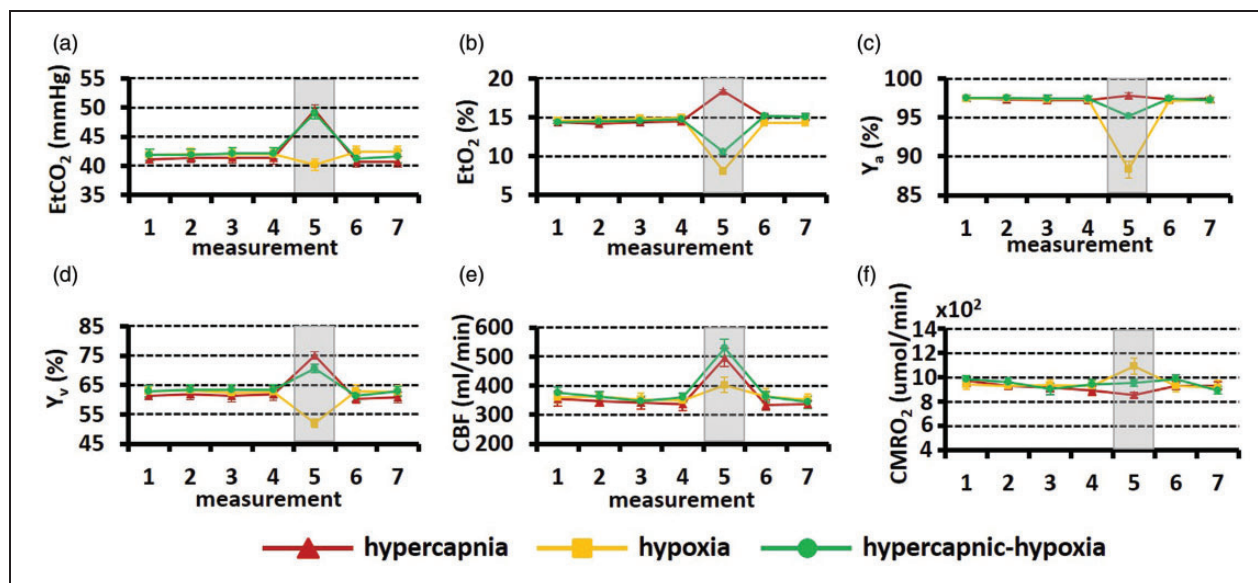 (a)
EtCO2 (mmHg)
55
50
45
40
35
1 2 3 4 5 6 7
measurement
(b)
EtO2 (%)
20
15
10
5
1 2 3 4 5 6 7
measurement
(c)
Ya (%)
100
95
90
85
1 2 3 4 5 6 7
measurement
(d)
Yv (%)
85
75
65
55
45
1 2 3 4 5 6 7
measurement
(e)
CBF (ml/min)
600
500
400
300
200
1 2 3 4 5 6 7
measurement
(f)
x10²
CMRO2 (umol/min)
14
12
10
8
6
4
1 2 3 4 5 6 7
measurement
hypercapnia hypoxia hypercapnic-hypoxia